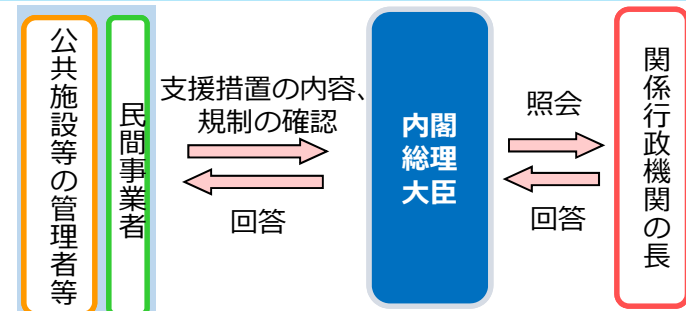 公共施設等の管理者等
民間事業者
支援措置の内容、
規制の確認
回答
内閣
総理
大臣
照会
回答
関係行政機関の長